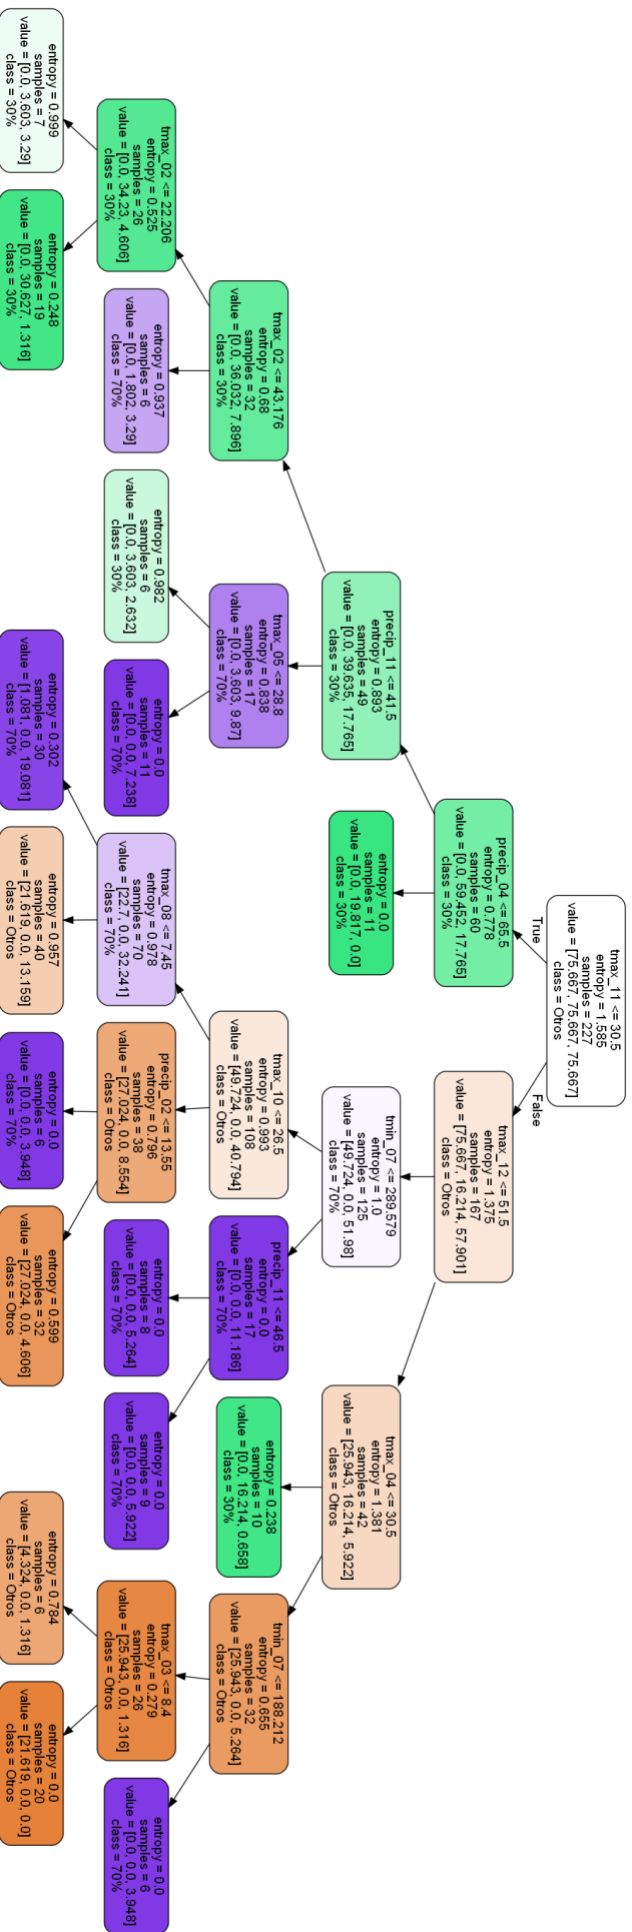 tmax_11 <= 30.5
entropy = 1.585
samples = 227
value = [75.667, 75.667, 75.667]
class = Otros
True
False
precip_04 <= 65.5
entropy = 0.778
samples = 60
value = [0.0, 59.452, 17.765]
class = 30%
tmax_12 <= 51.5
entropy = 1.375
samples = 167
value = [75.667, 16.214, 57.901]
class = Otros
precip_11 <= 41.5
entropy = 0.893
samples = 49
value = [0.0, 39.635, 17.765]
class = 30%
entropy = 0.0
samples = 11
value = [0.0, 19.817, 0.0]
class = 30%
tmin_07 <= 289.579
entropy = 1.0
samples = 125
value = [49.724, 0.0, 51.98]
class = 70%
tmax_04 <= 30.5
entropy = 1.381
samples = 42
value = [25.943, 16.214, 5.922]
class = Otros
tmax_02 <= 43.176
entropy = 0.68
samples = 32
value = [0.0, 36.032, 7.896]
class = 30%
tmax_05 <= 28.8
entropy = 0.838
samples = 17
value = [0.0, 3.603, 9.87]
class = 70%
tmax_10 <= 26.5
entropy = 0.993
samples = 108
value = [49.724, 0.0, 40.794]
class = Otros
precip_11 <= 46.5
entropy = 0.0
samples = 17
value = [0.0, 0.0, 11.186]
class = 70%
entropy = 0.238
samples = 10
value = [0.0, 16.214, 0.658]
class = 30%
tmin_07 <= 188.212
entropy = 0.655
samples = 32
value = [25.943, 0.0, 5.264]
class = Otros
tmax_02 <= 22.206
entropy = 0.525
samples = 26
value = [0.0, 34.23, 4.606]
class = 30%
entropy = 0.937
samples = 6
value = [0.0, 1.802, 3.29]
class = 70%
entropy = 0.982
samples = 6
value = [0.0, 3.603, 2.632]
class = 30%
entropy = 0.0
samples = 11
value = [0.0, 0.0, 7.238]
class = 70%
tmax_08 <= 7.45
entropy = 0.978
samples = 70
value = [22.7, 0.0, 32.241]
class = 70%
precip_02 <= 13.55
entropy = 0.796
samples = 38
value = [27.024, 0.0, 8.554]
class = Otros
entropy = 0.0
samples = 8
value = [0.0, 0.0, 5.264]
class = 70%
entropy = 0.0
samples = 9
value = [0.0, 0.0, 5.922]
class = 70%
tmax_03 <= 8.4
entropy = 0.279
samples = 26
value = [25.943, 0.0, 1.316]
class = Otros
entropy = 0.0
samples = 6
value = [0.0, 0.0, 3.948]
class = 70%
entropy = 0.999
samples = 7
value = [0.0, 3.603, 3.29]
class = 30%
entropy = 0.248
samples = 19
value = [0.0, 30.627, 1.316]
class = 30%
entropy = 0.302
samples = 30
value = [1.081, 0.0, 19.081]
class = 70%
entropy = 0.957
samples = 40
value = [21.619, 0.0, 13.159]
class = Otros
entropy = 0.0
samples = 6
value = [0.0, 0.0, 3.948]
class = 70%
entropy = 0.599
samples = 32
value = [27.024, 0.0, 4.606]
class = Otros
entropy = 0.784
samples = 6
value = [4.324, 0.0, 1.316]
class = Otros
entropy = 0.0
samples = 20
value = [21.619, 0.0, 0.0]
class = Otros